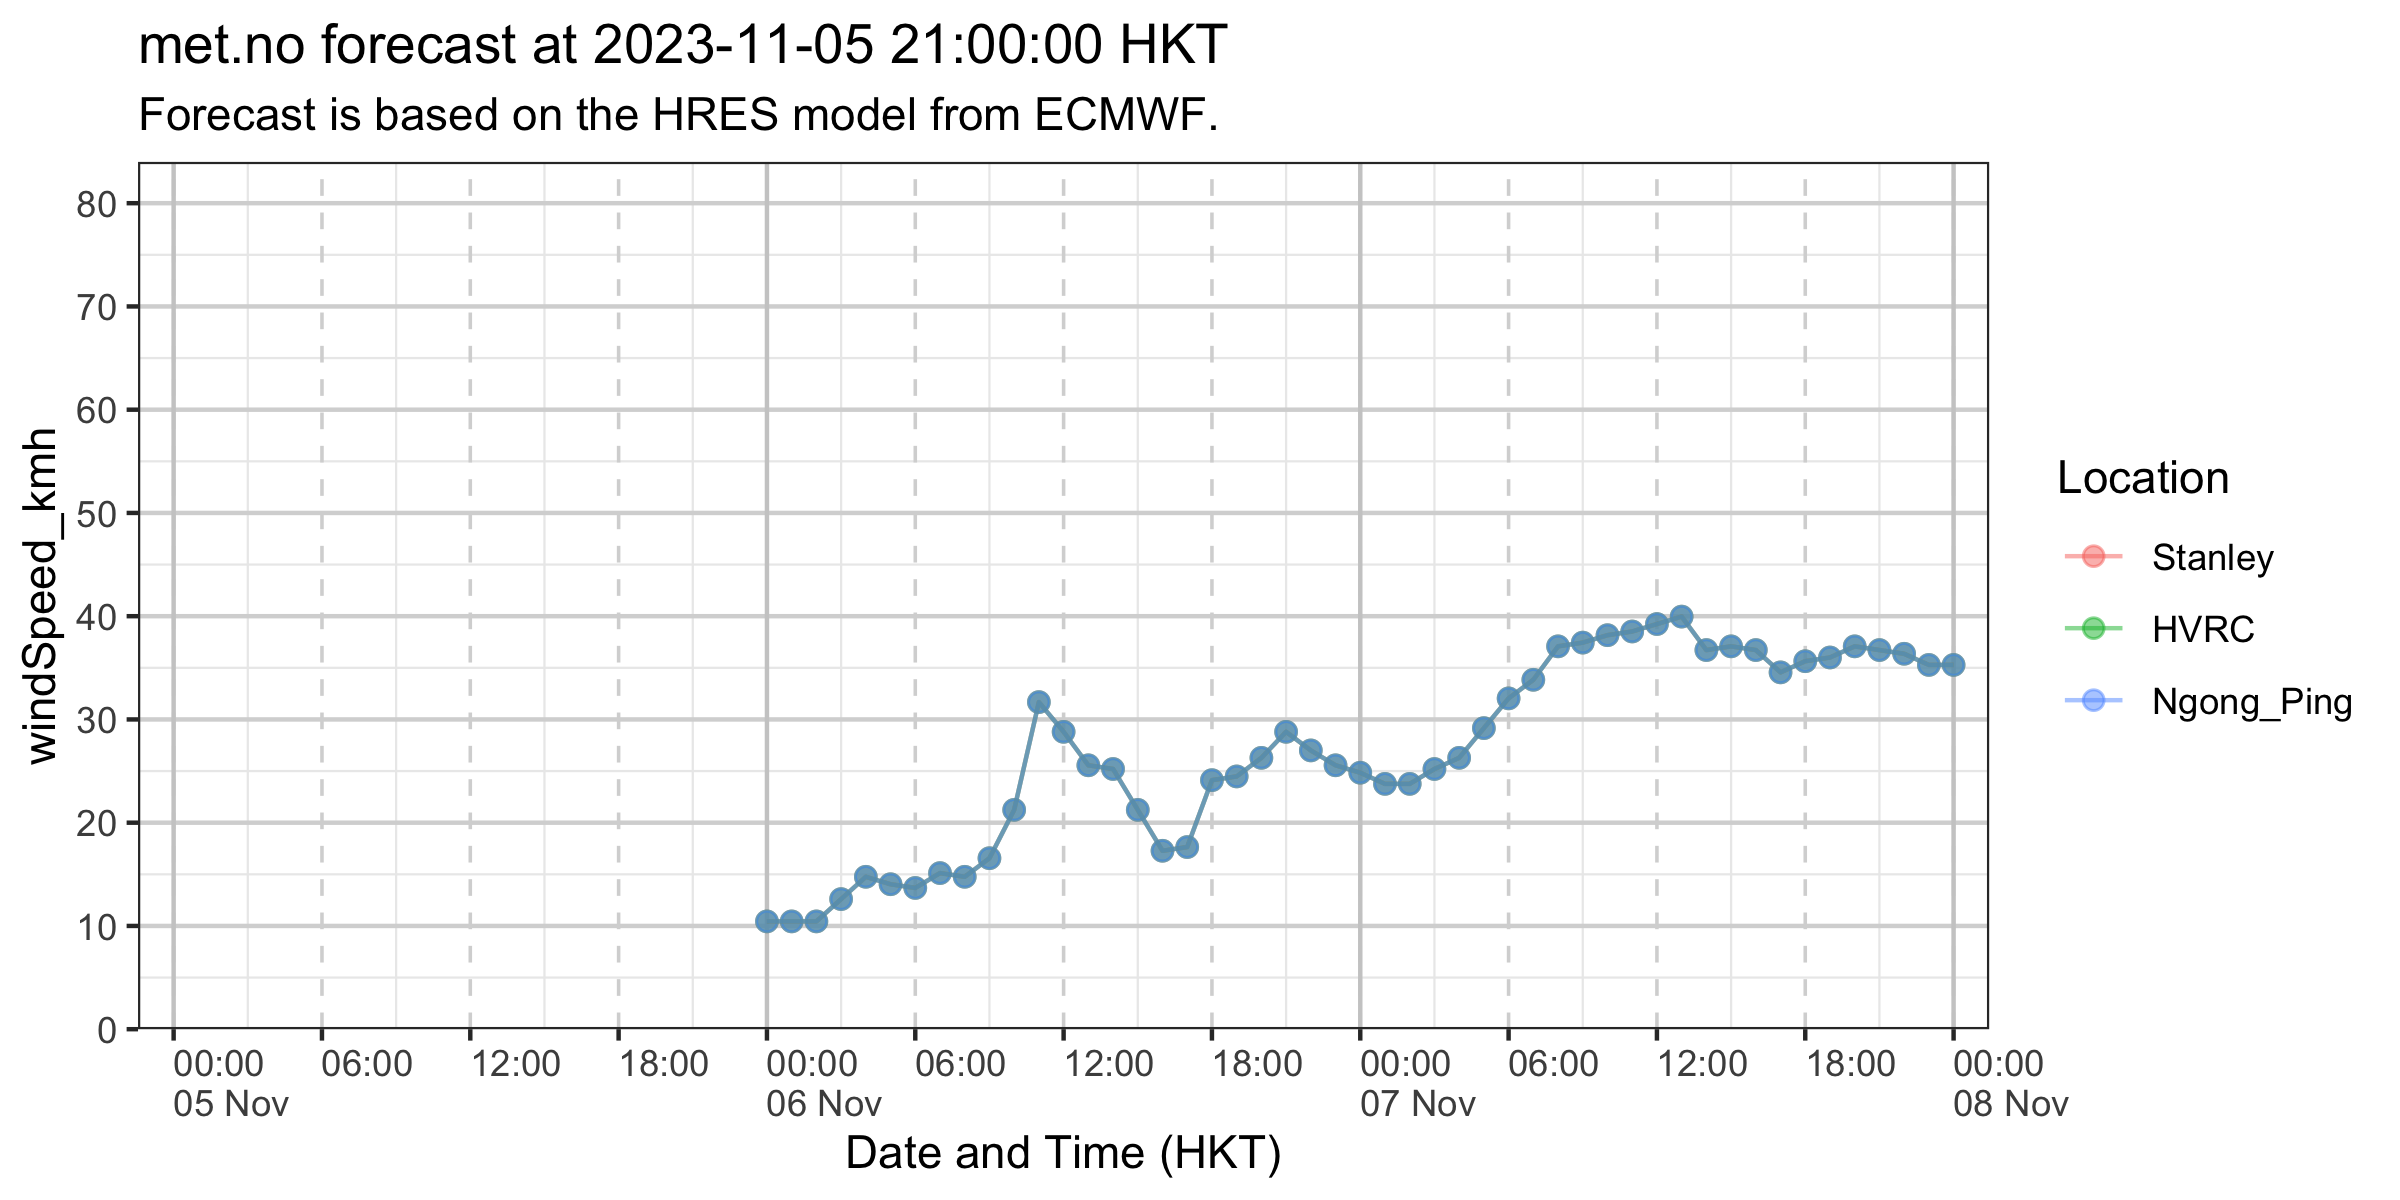 met.no forecast at 2023-11-05 21:00:00 HKT
Forecast is based on the HRES model from ECMWF.
windSpeed_kmh
80
70
60
50
40
30
20
10
0
00:00 06:00 12:00 18:00 00:00 06:00 12:00 18:00 00:00 06:00 12:00 18:00 00:00
05 Nov 06 Nov 07 Nov 08 Nov
Date and Time (HKT)
Location
Stanley
HVRC
Ngong_Ping